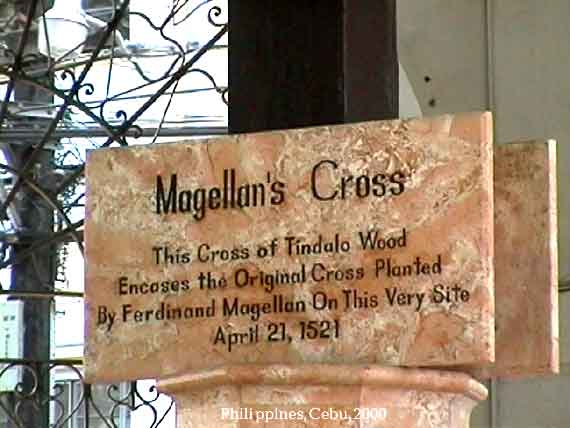 Magellan's Cross
This Cross of Tindalo Wood
Encases the Original Cross Planted
By Ferdinand Magellan On This Very Site
April 21, 1521
Philippines, Cebu, 2000